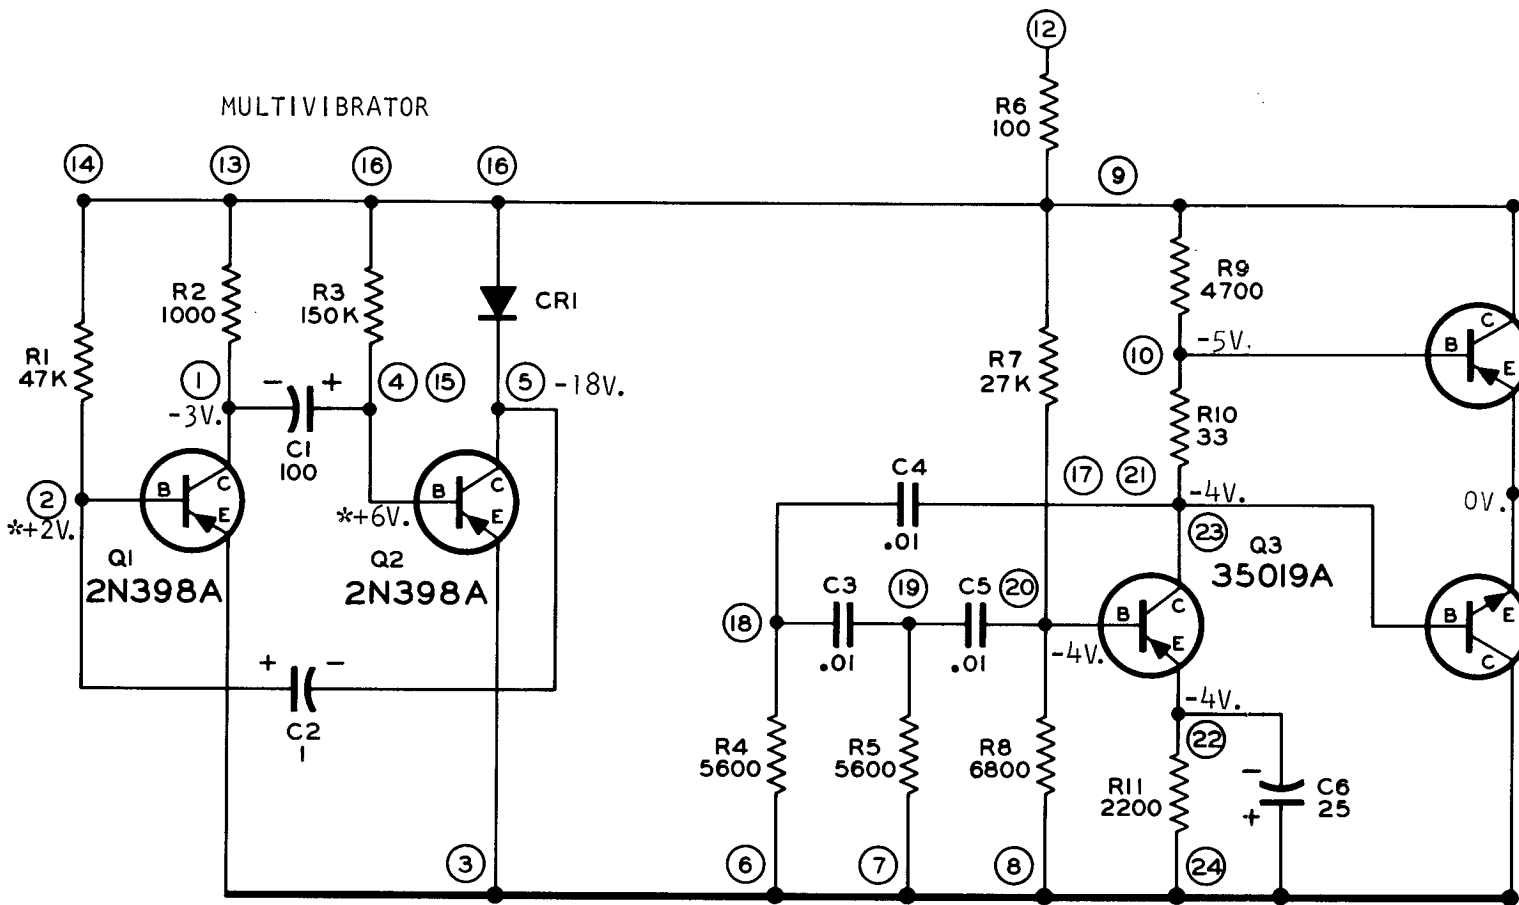 12
R6
100
MULTIVIBRATOR
14
13
16
16
9
R2
1000
R3
150K
CR1
R9
4700
R1
47K
R7
27K
10
-5V.
C
B
E
1
-3V.
- +
C1
100
4
15
5
-18V.
R10
33
2
*+2V.
B
C
E
Q1
2N398A
B
C
E
*+6V.
Q2
2N398A
C4
.01
17
21
-4V.
0V.
23
Q3
35019A
18
C3
.01
19
C5
.01
20
-4V.
B
C
E
B
E
C
+ -
C2
1
-4V.
22
R4
5600
R5
5600
R8
6800
R11
2200
-
+
C6
25
3
6
7
8
24